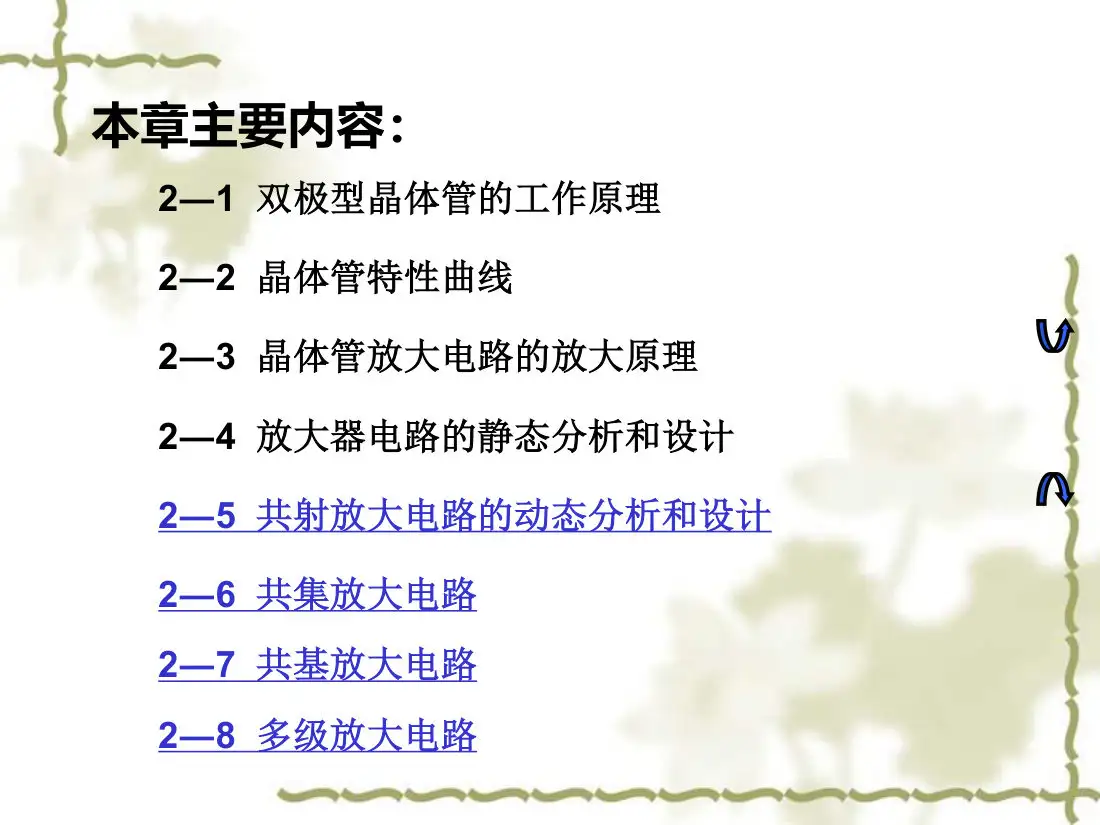 本章主要内容：
2—1 双极型晶体管的工作原理
2—2 晶体管特性曲线
2—3 晶体管放大电路的放大原理
2—4 放大器电路的静态分析和设计
2—5 共射放大电路的动态分析和设计
2—6 共集放大电路
2—7 共基放大电路
2—8 多级放大电路